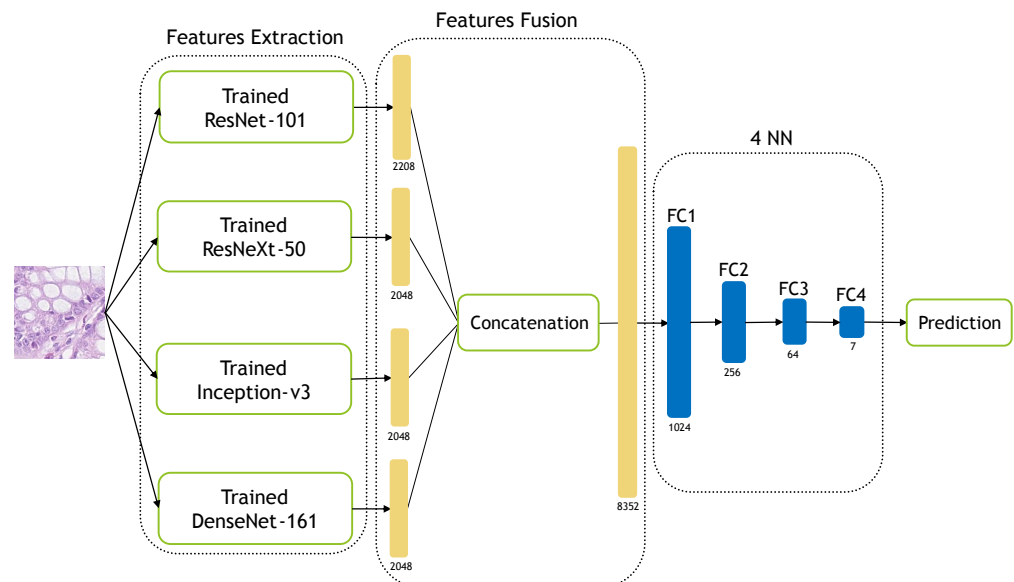 Features Extraction
Features Fusion
Trained
ResNet-101
2208
Trained
ResNeXt-50
2048
Trained
Inception-v3
2048
Trained
DenseNet-161
2048
Concatenation
8352
4 NN
FC1
1024
FC2
256
FC3
64
FC4
7
Prediction